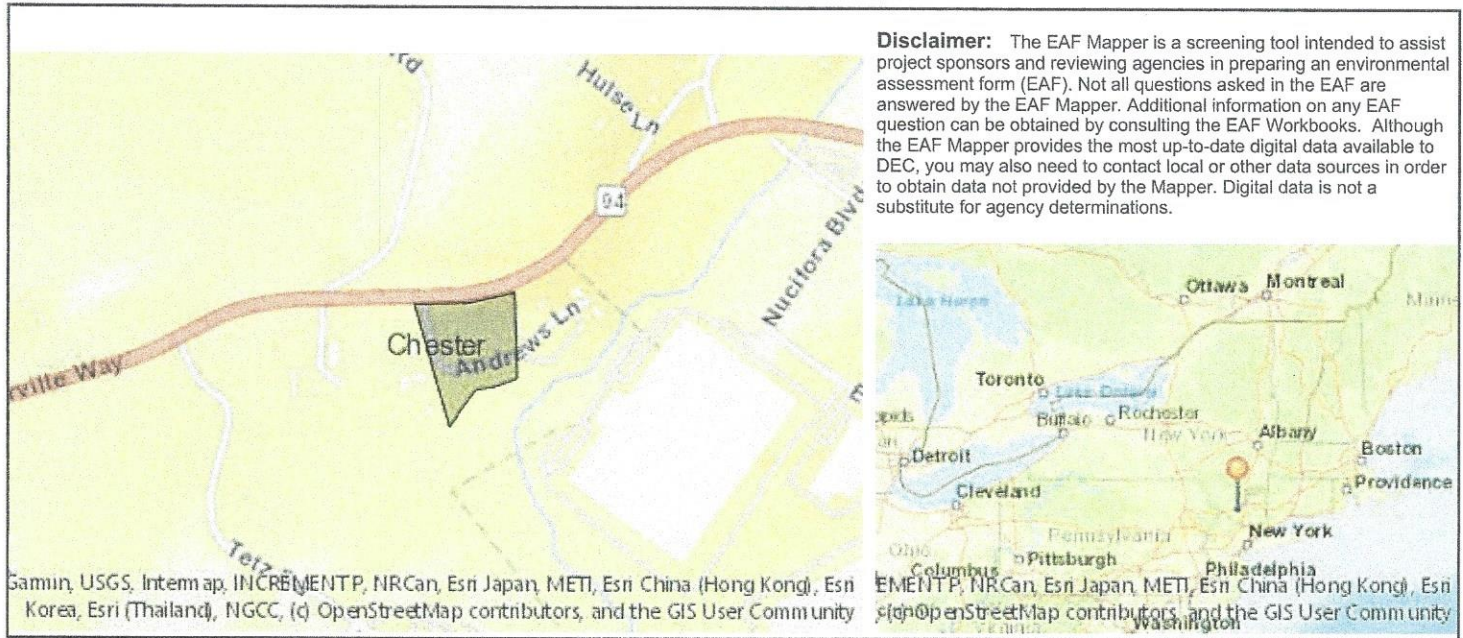 Disclaimer: The EAF Mapper is a screening tool intended to assist
project sponsors and reviewing agencies in preparing an environmental
assessment form (EAF). Not all questions asked in the EAF are
answered by the EAF Mapper. Additional information on any EAF
question can be obtained by consulting the EAF Workbooks. Although
the EAF Mapper provides the most up-to-date digital data available to
DEC, you may also need to contact local or other data sources in order
to obtain data not provided by the Mapper. Digital data is not a
substitute for agency determinations.
Rd
Hulse Ln
94
Nucifora Blvd
Chester
Andrews Ln
rville Way
Garmin, USGS, Intermap, INCREMENT P, NRCan, Esri Japan, METI, Esri China (Hong Kong), Esri
Korea, Esri (Thailand), NGCC, (c) OpenStreetMap contributors, and the GIS User Community
Ottawa
Montreal
Lake Huron
Toronto
Buffalo
Rochester
New York
Albany
Boston
Detroit
Providence
Cleveland
New York
Pennsylvania
Ohio
Pittsburgh
Columbus
Philadelphia
EMENT P, NRCan, Esri Japan, METI, Esri China (Hong Kong), Esri
(c) OpenStreetMap contributors, and the GIS User Community
Washington